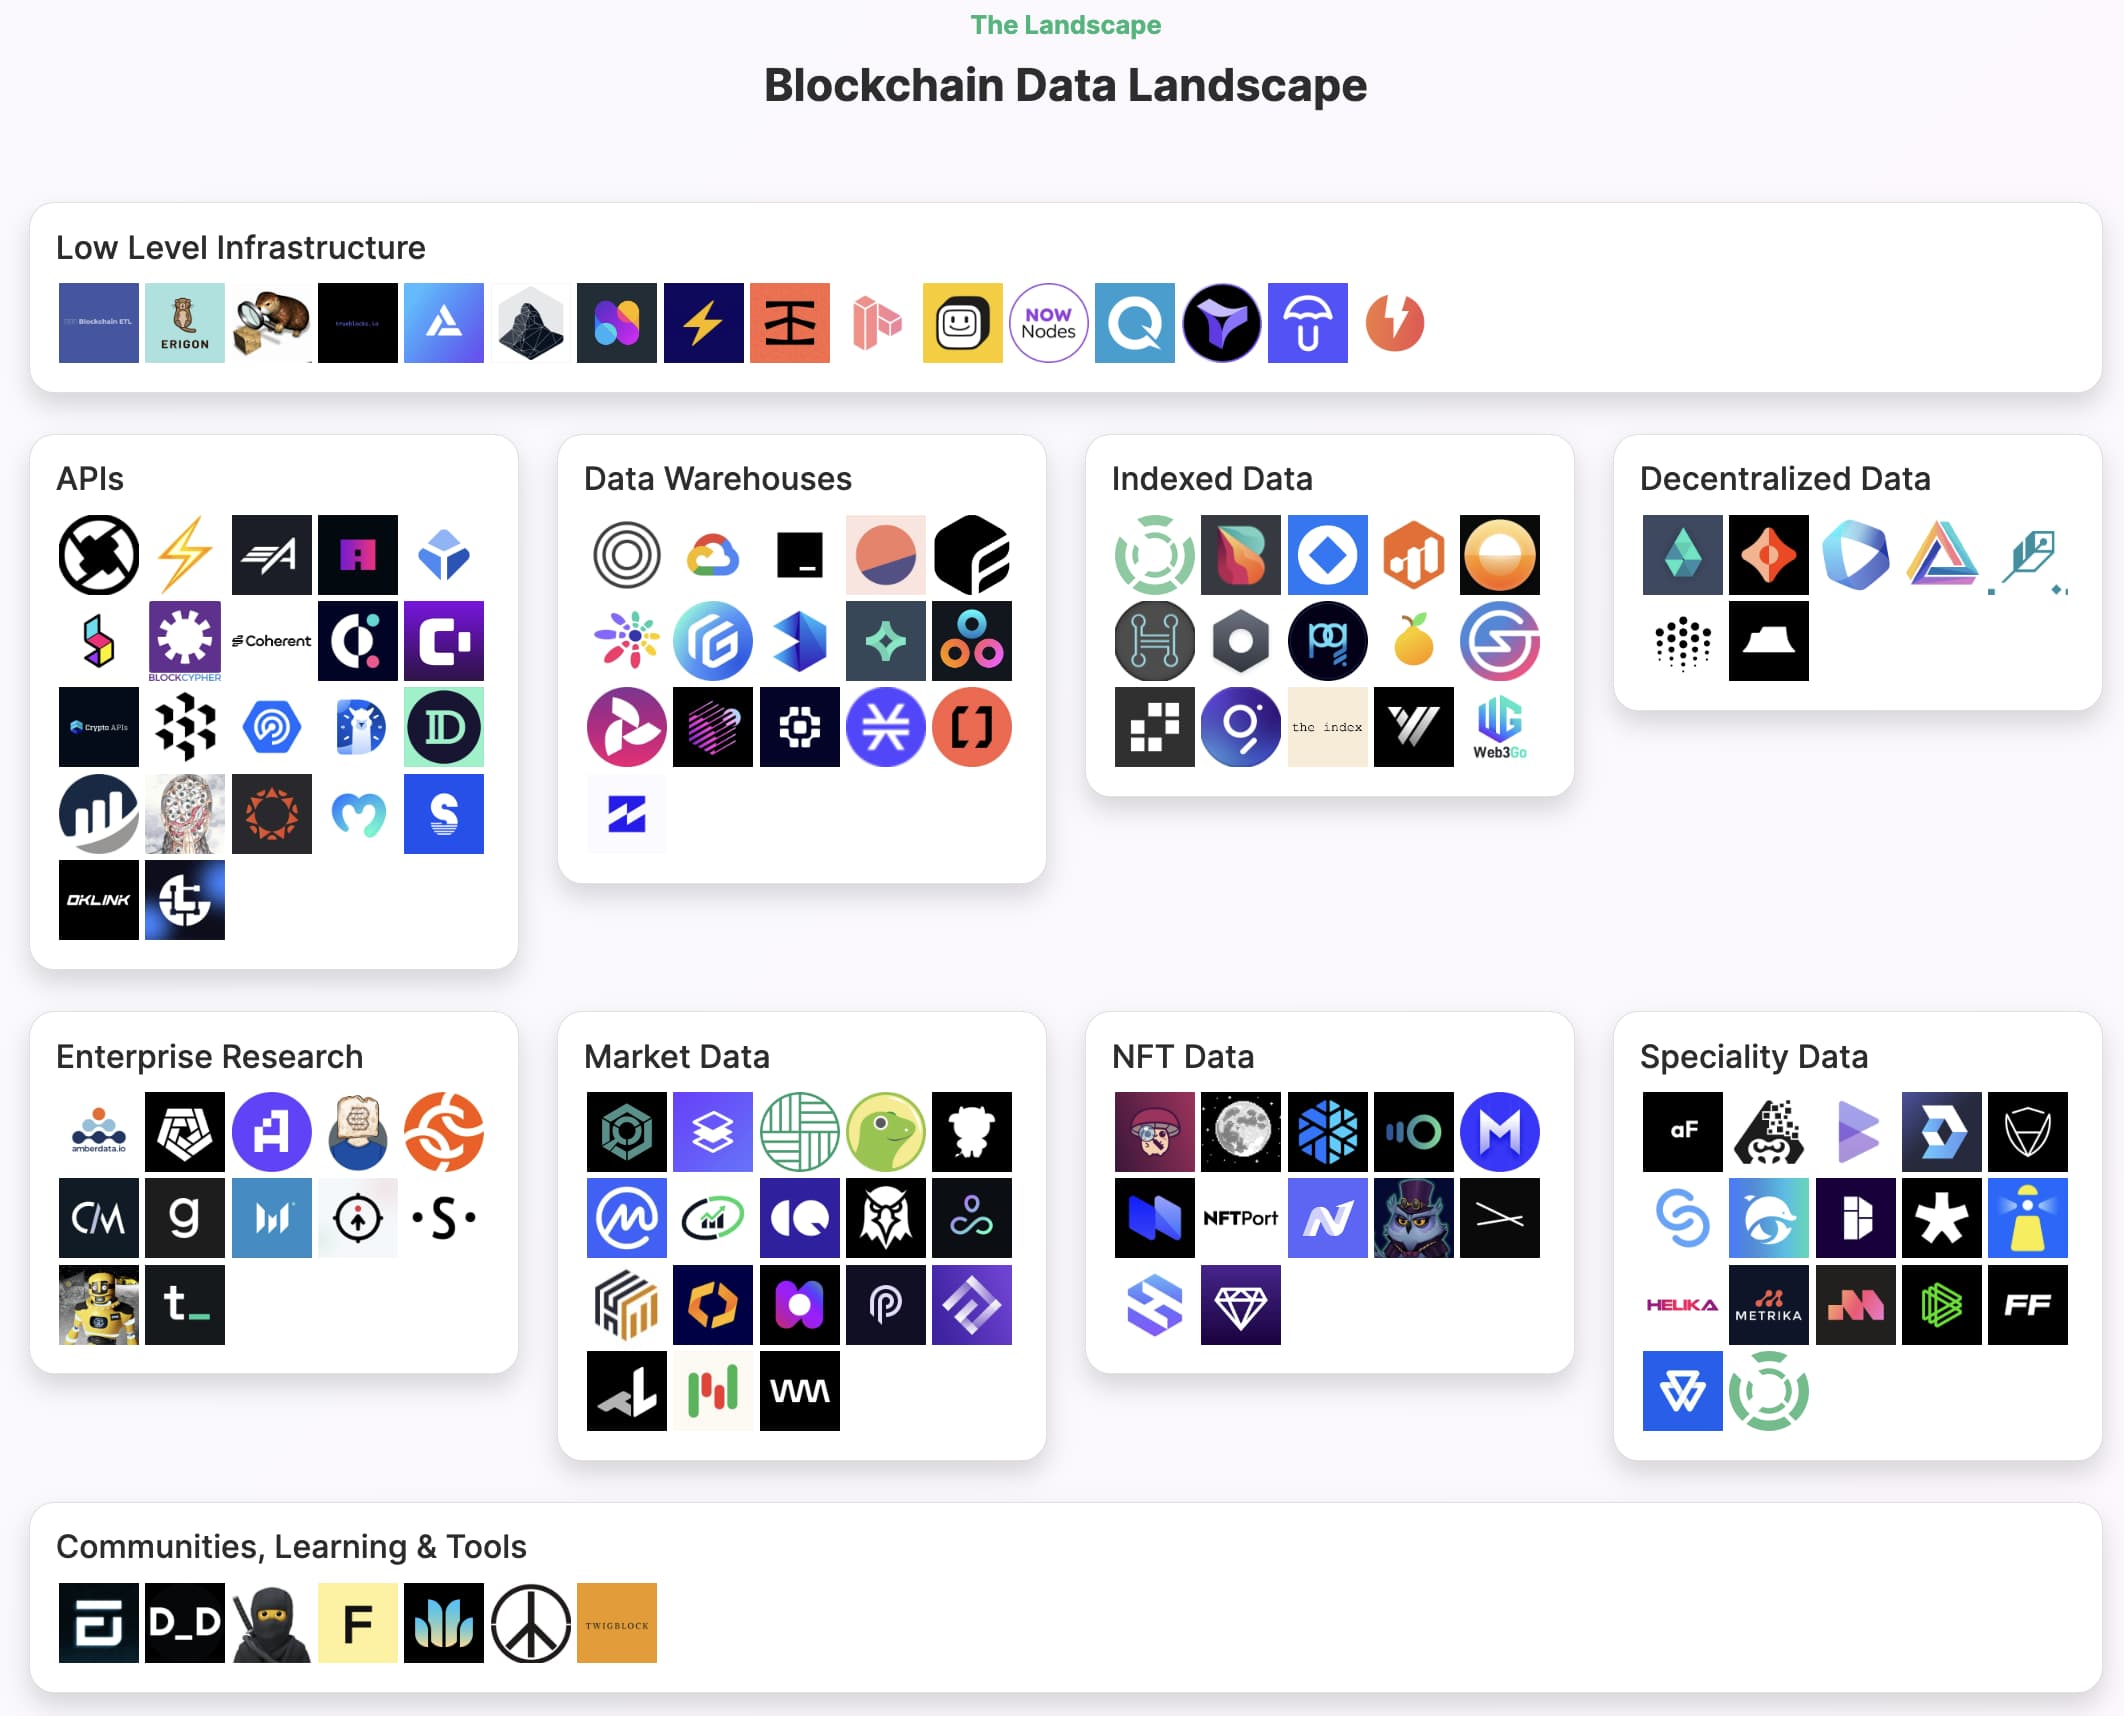 The Landscape
Blockchain Data Landscape
Low Level Infrastructure
Blockchain ETL
ERIGON
trueblocks.io
NOW
Nodes
APIs
BLOCKCYPHER
Coherent
Crypto APIs
OKLINK
Data Warehouses
Indexed Data
pq
the index
Web3Go
Decentralized Data
Enterprise Research
amberdata.io
CM
g
M
·S·
t_
Market Data
NFT Data
M
NFTPort
N
Speciality Data
aF
HELIKA
METRIKA
FF
Communities, Learning & Tools
D_D
F
TWIGBLOCK